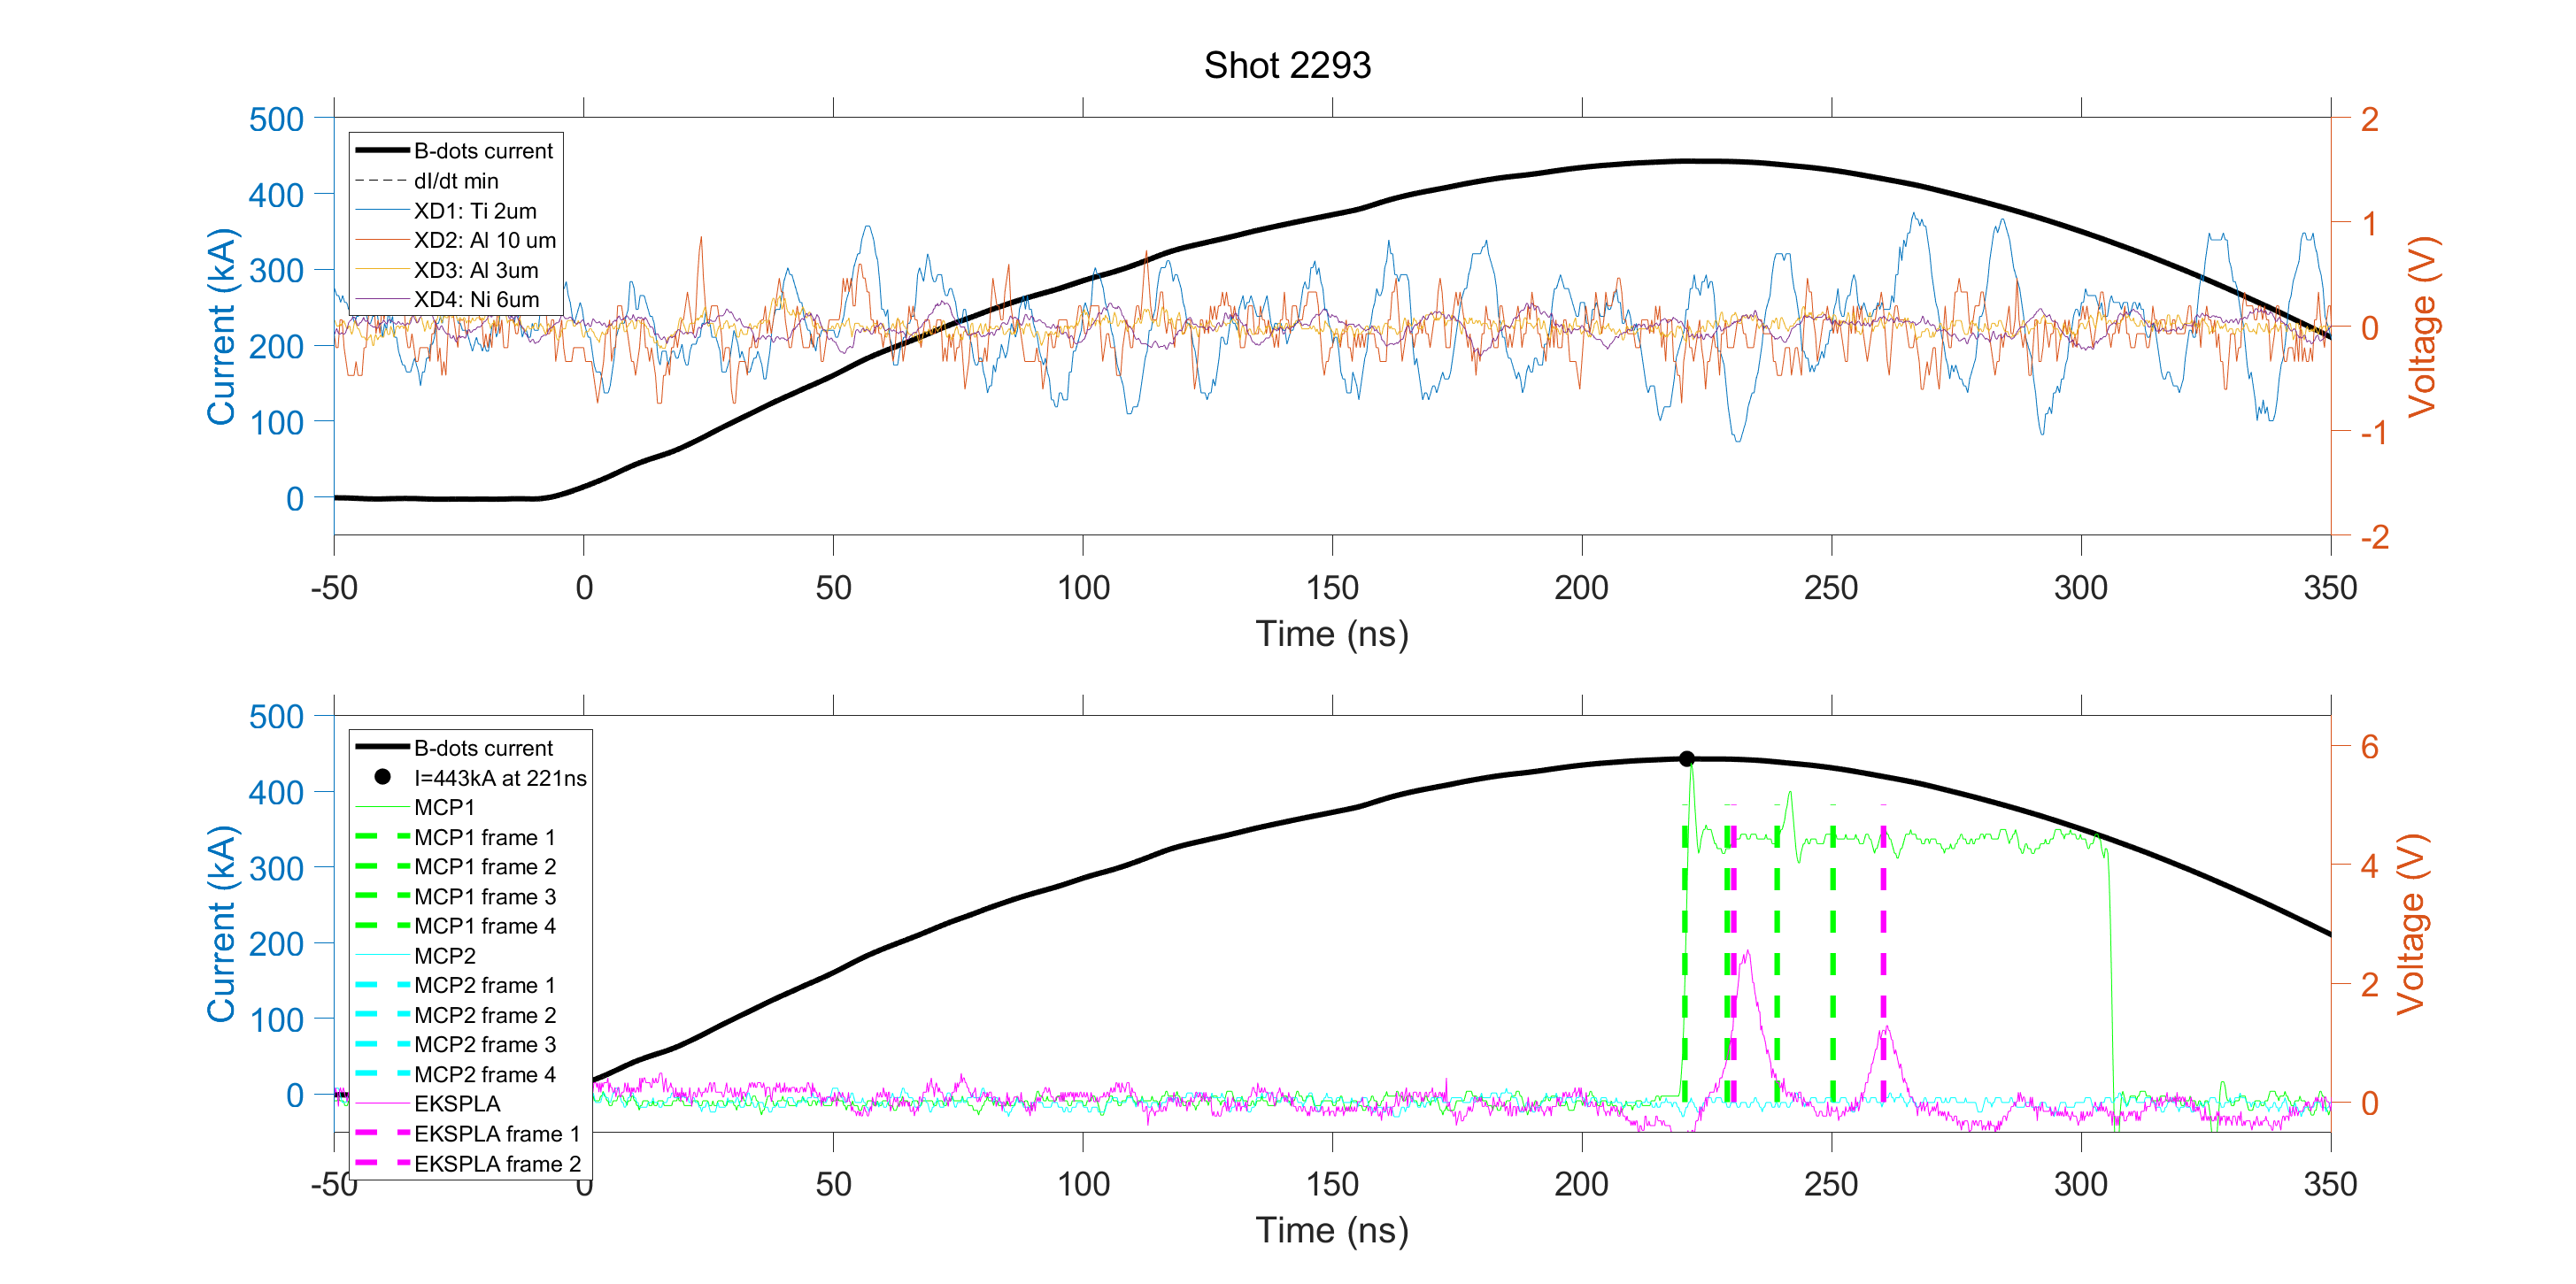 Shot 2293
500
400
300
200
100
0
Current (kA)
B-dots current
dI/dt min
XD1: Ti 2um
XD2: Al 10 um
XD3: Al 3um
XD4: Ni 6um
2
1
0
-1
-2
Voltage (V)
-50 0 50 100 150 200 250 300 350
Time (ns)
500
400
300
200
100
0
Current (kA)
B-dots current
I=443kA at 221ns
MCP1
MCP1 frame 1
MCP1 frame 2
MCP1 frame 3
MCP1 frame 4
MCP2
MCP2 frame 1
MCP2 frame 2
MCP2 frame 3
MCP2 frame 4
EKSPLA
EKSPLA frame 1
EKSPLA frame 2
6
4
2
0
Voltage (V)
-50 0 50 100 150 200 250 300 350
Time (ns)